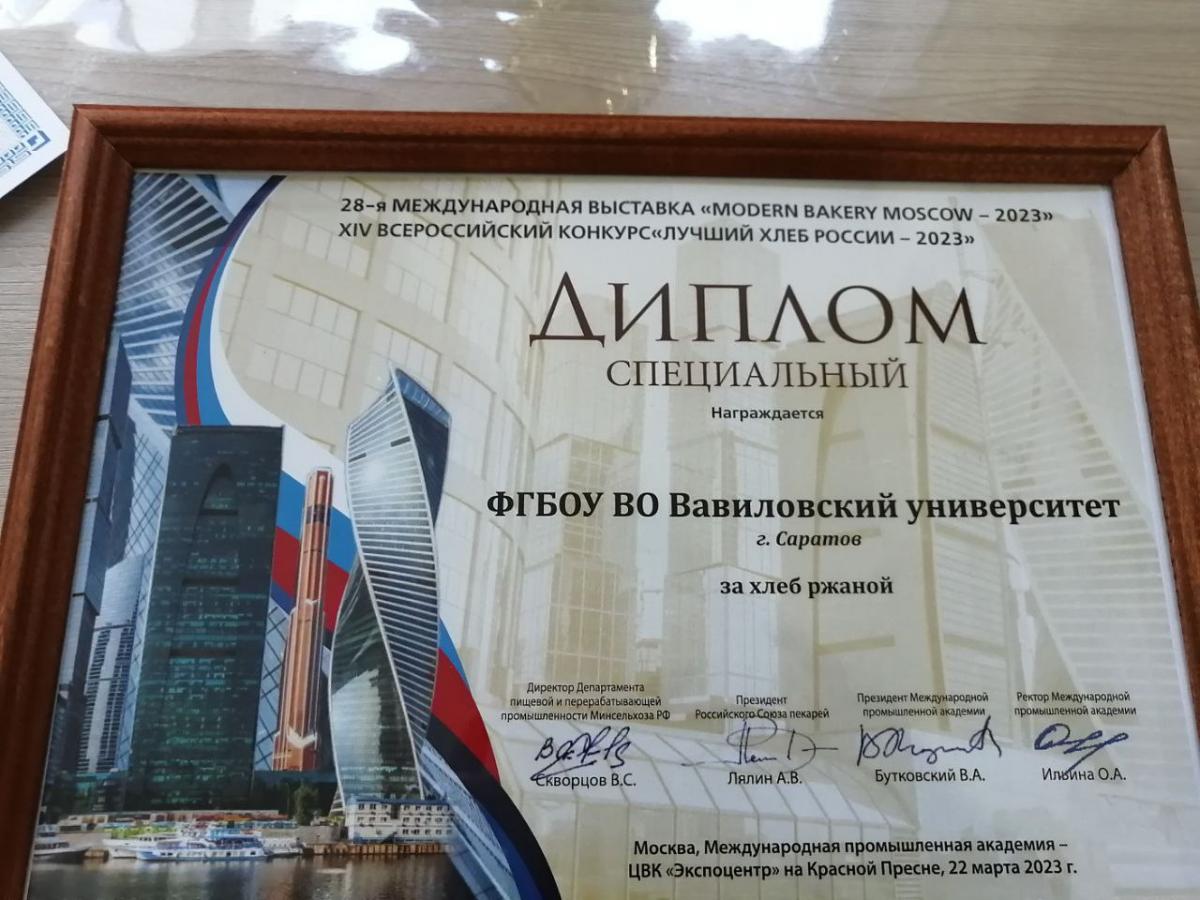 28-я МЕЖДУНАРОДНАЯ ВЫСТАВКА «MODERN BAKERY MOSCOW – 2023»
XIV ВСЕРОССИЙСКИЙ КОНКУРС«ЛУЧШИЙ ХЛЕБ РОССИИ – 2023»
ДИПЛОМ
СПЕЦИАЛЬНЫЙ
Награждается
ФГБОУ ВО Вавиловский университет
г. Саратов
за хлеб ржаной
Директор Департамента
пищевой и перерабатывающей
промышленности Минсельхоза РФ
Скворцов В.С.
Президент
Российского Союза пекарей
Лялин А.В.
Президент Международной
промышленной академии
Бутковский В.А.
Ректор Международной
промышленной академии
Ильина О.А.
Москва, Международная промышленная академия –
ЦВК «Экспоцентр» на Красной Пресне, 22 марта 2023 г.